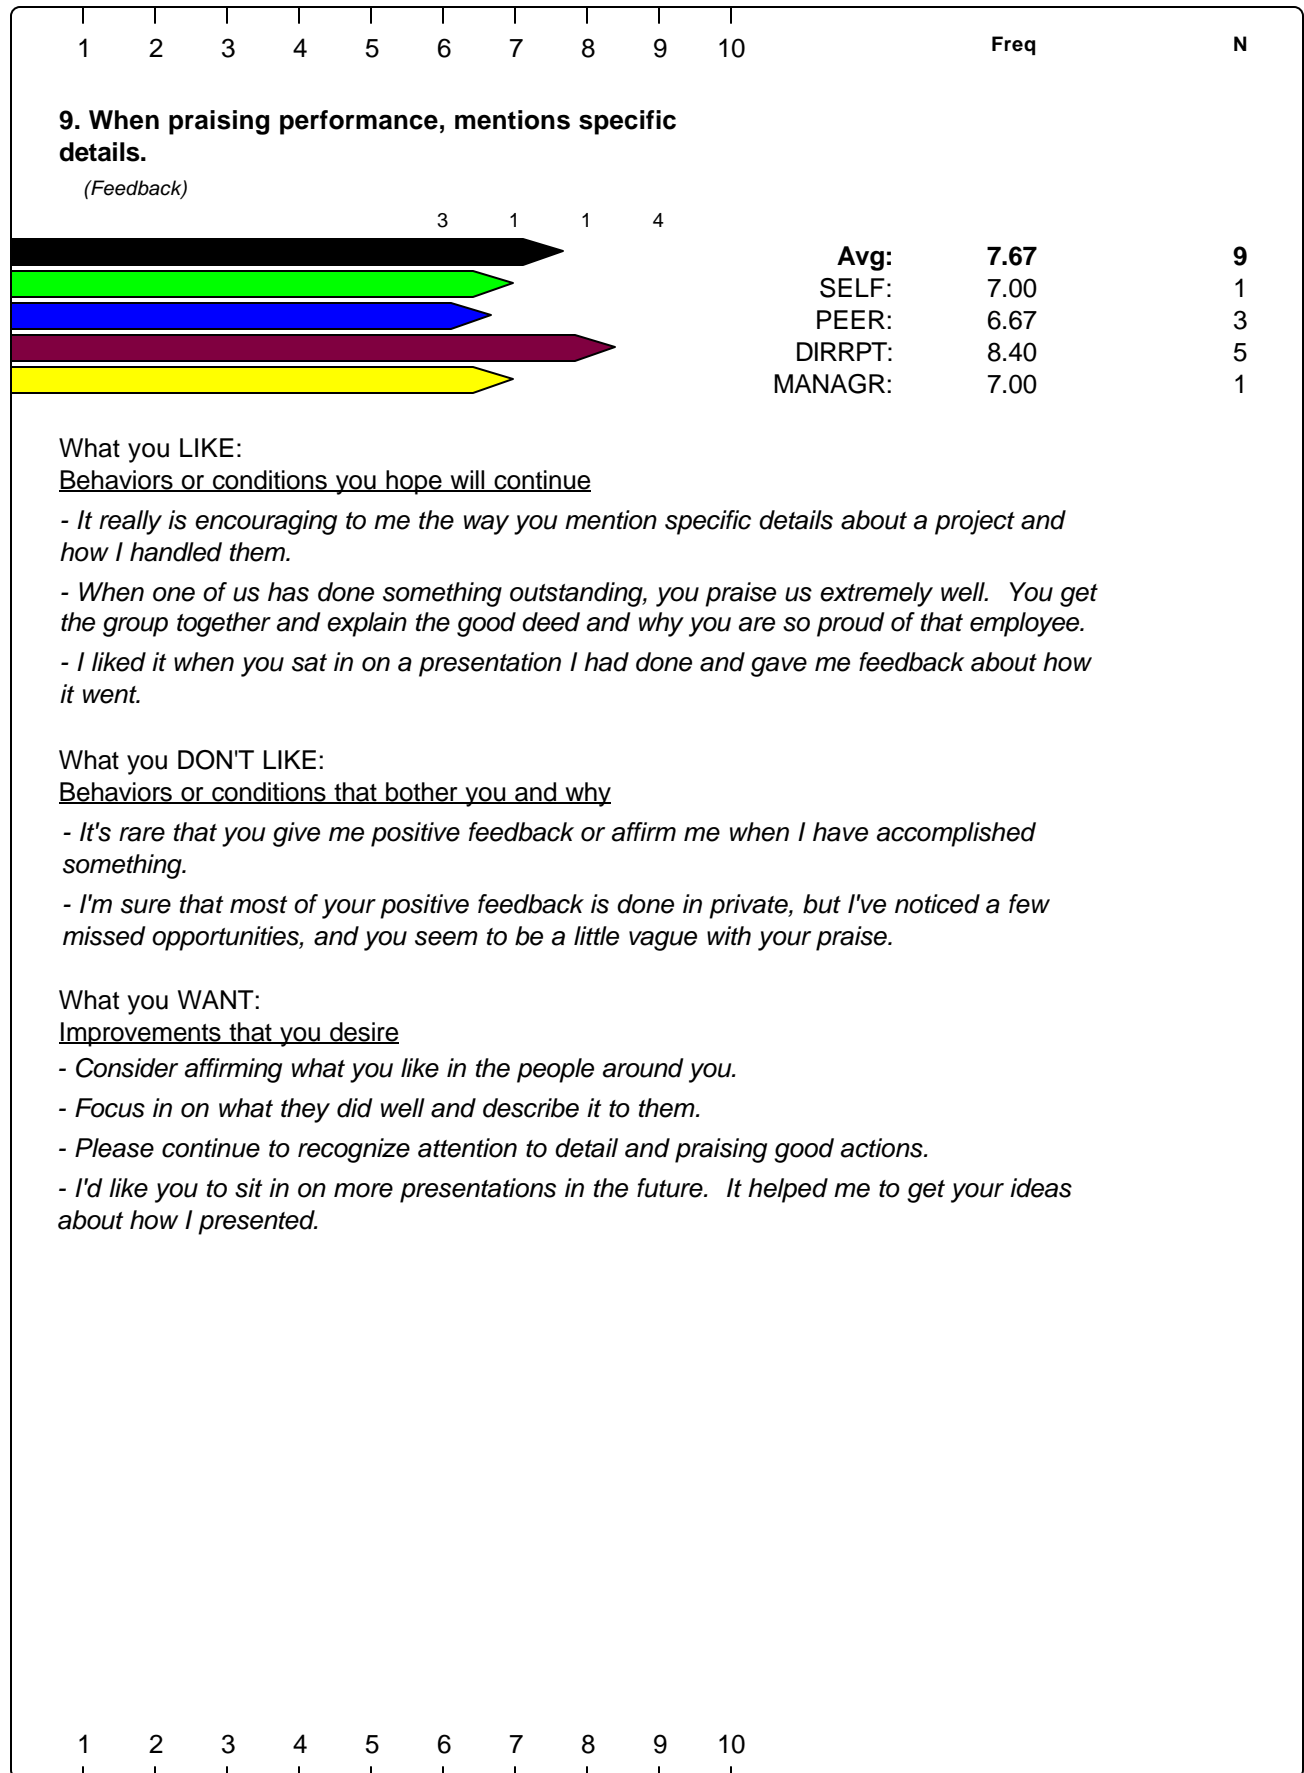 1 2 3 4 5 6 7 8 9 10 Freq N
9. When praising performance, mentions specific
details.
(Feedback)
3 1 1 4
Avg: 7.67 9
SELF: 7.00 1
PEER: 6.67 3
DIRRPT: 8.40 5
MANAGR: 7.00 1
What you LIKE:
Behaviors or conditions you hope will continue
- It really is encouraging to me the way you mention specific details about a project and
how I handled them.
- When one of us has done something outstanding, you praise us extremely well.  You get
the group together and explain the good deed and why you are so proud of that employee.
- I liked it when you sat in on a presentation I had done and gave me feedback about how
it went.
What you DON'T LIKE:
Behaviors or conditions that bother you and why
- It's rare that you give me positive feedback or affirm me when I have accomplished
something.
- I'm sure that most of your positive feedback is done in private, but I've noticed a few
missed opportunities, and you seem to be a little vague with your praise.
What you WANT:
Improvements that you desire
- Consider affirming what you like in the people around you.
- Focus in on what they did well and describe it to them.
- Please continue to recognize attention to detail and praising good actions.
- I'd like you to sit in on more presentations in the future.  It helped me to get your ideas
about how I presented.
1 2 3 4 5 6 7 8 9 10